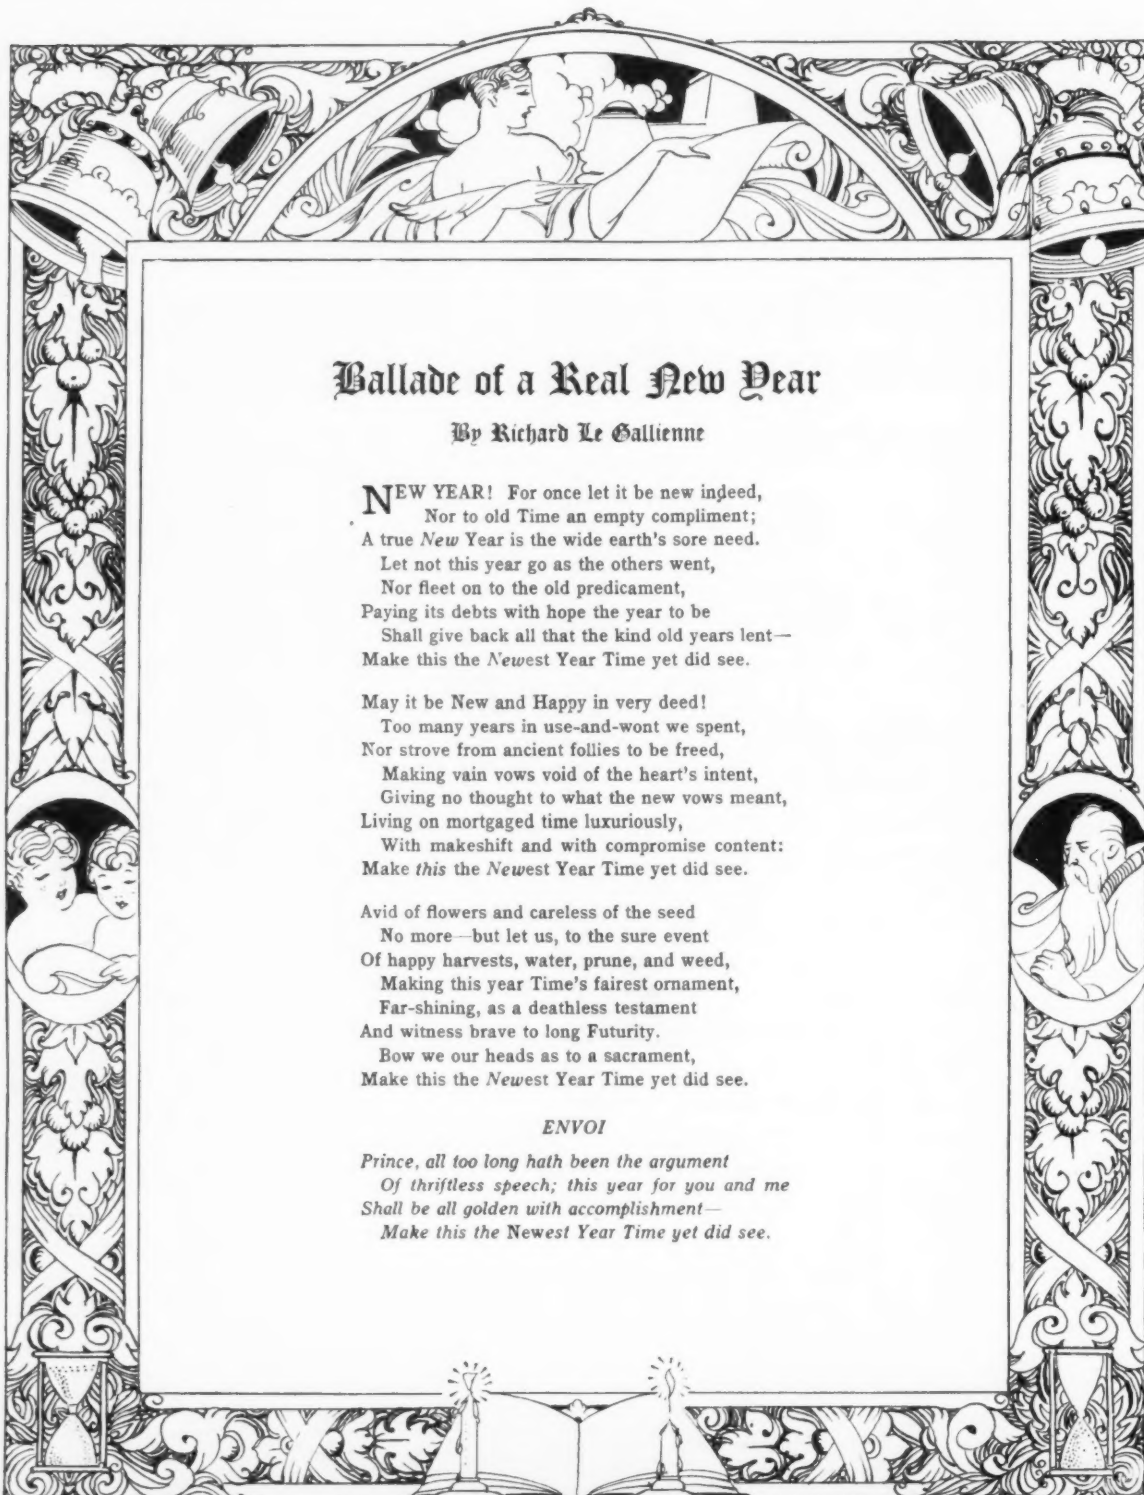 Ballade of a Real New Year
By Richard Le Gallienne
NEW YEAR! For once let it be new indeed,
Nor to old Time an empty compliment;
A true New Year is the wide earth's sore need.
Let not this year go as the others went,
Nor fleet on to the old predicament,
Paying its debts with hope the year to be
Shall give back all that the kind old years lent—
Make this the Newest Year Time yet did see.
May it be New and Happy in very deed!
Too many years in use-and-wont we spent,
Nor strove from ancient follies to be freed,
Making vain vows void of the heart's intent,
Giving no thought to what the new vows meant,
Living on mortgaged time luxuriously,
With makeshift and with compromise content:
Make this the Newest Year Time yet did see.
Avid of flowers and careless of the seed
No more—but let us, to the sure event
Of happy harvests, water, prune, and weed,
Making this year Time's fairest ornament,
Far-shining, as a deathless testament
And witness brave to long Futurity.
Bow we our heads as to a sacrament,
Make this the Newest Year Time yet did see.
ENVOI
Prince, all too long hath been the argument
Of thriftless speech; this year for you and me
Shall be all golden with accomplishment—
Make this the Newest Year Time yet did see.